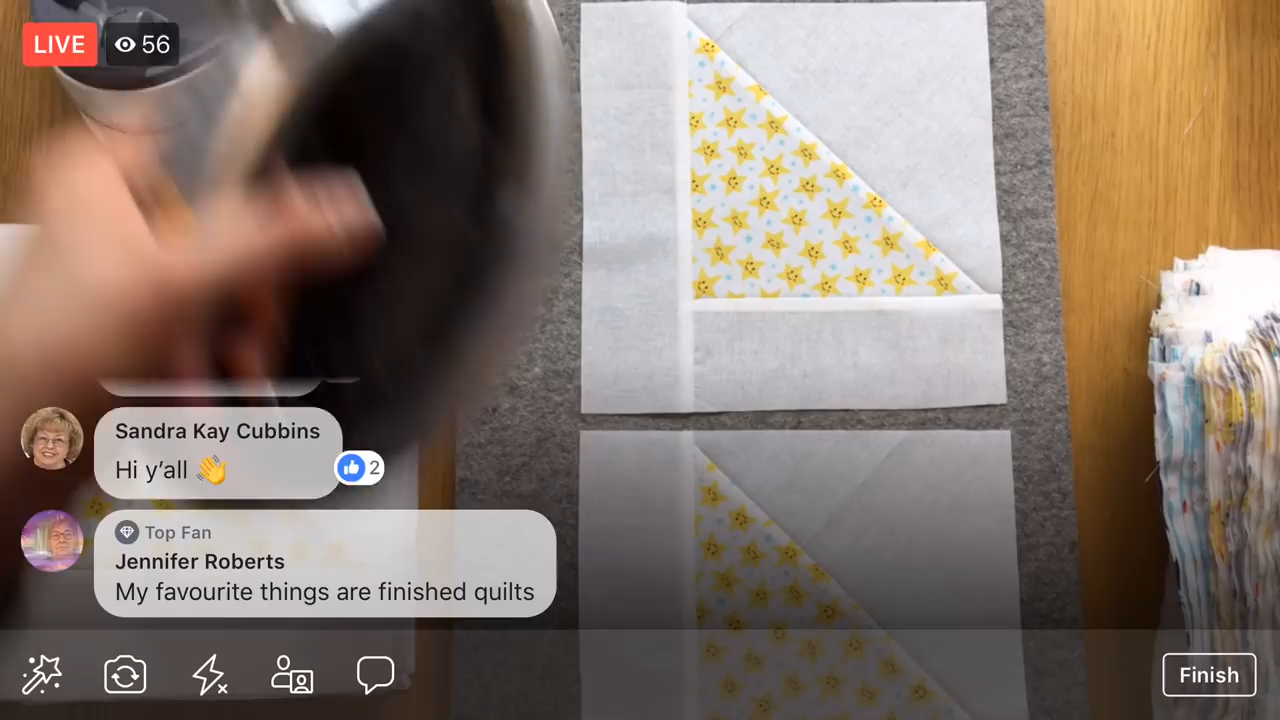 LIVE 56
Sandra Kay Cubbins
Hi y'all 👋
2
Top Fan
Jennifer Roberts
My favourite things are finished quilts
Finish